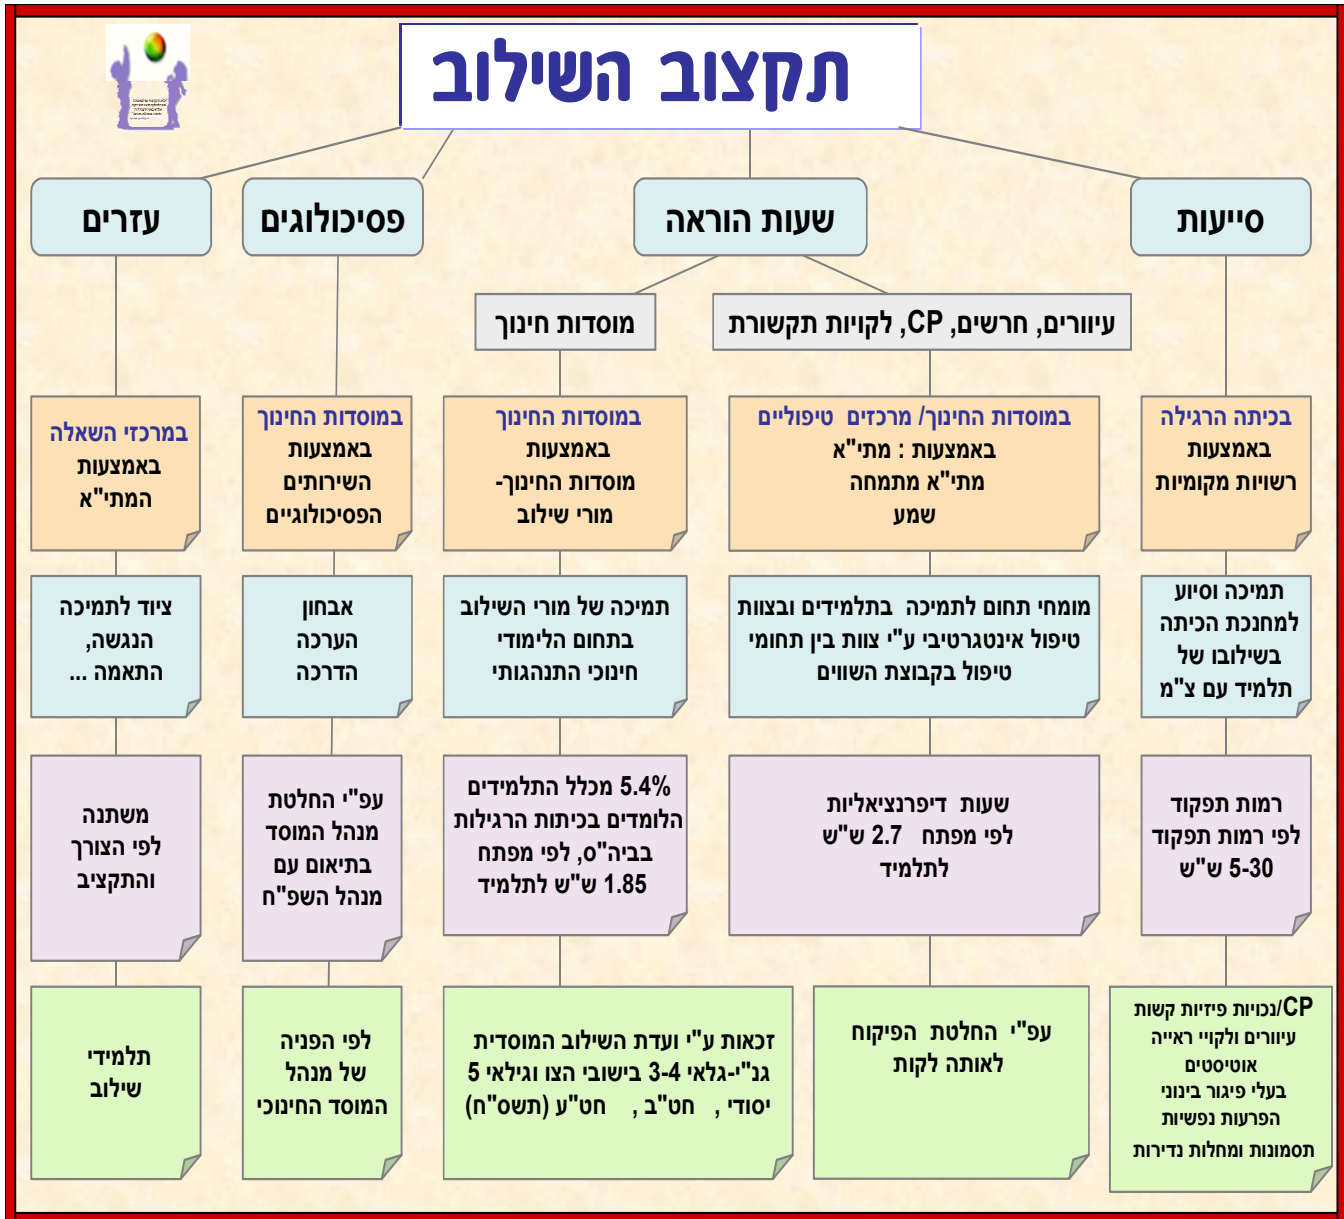 תקצוב השילוב
סייעות
שעות הוראה
פסיכולוגים
עזרים
עיוורים, חרשים, CP, לקויות תקשורת
מוסדות חינוך
בכיתה הרגילה
באמצעות
רשויות מקומיות
במוסדות החינוך/ מרכזים טיפוליים
באמצעות : מתי"א
מתי"א מתמחה
שמע
במוסדות החינוך
באמצעות
מוסדות החינוך-
מורי שילוב
במוסדות החינוך
באמצעות
השירותים
הפסיכולוגיים
במרכזי השאלה
באמצעות
המתי"א
תמיכה וסיוע
למחנכת הכיתה
בשילובו של
תלמיד עם צ"מ
מומחי תחום לתמיכה בתלמידים ובצוות
טיפול אינטגרטיבי ע"י צוות בין תחומי
טיפול בקבוצת השווים
תמיכה של מורי השילוב
בתחום הלימודי
חינוכי התנהגותי
אבחון
הערכה
הדרכה
ציוד לתמיכה
הנגשה,
התאמה ...
רמות תפקוד
לפי רמות תפקוד
5-30 ש"ש
שעות דיפרנציאליות
לפי מפתח 2.7 ש"ש
לתלמיד
5.4% מכלל התלמידים
הלומדים בכיתות הרגילות
בביה"ס, לפי מפתח
1.85 ש"ש לתלמיד
עפ"י החלטת
מנהל המוסד
בתיאום עם
מנהל השפ"ח
משתנה
לפי הצורך
והתקציב
CP/נכויות פיזיות קשות
עיוורים ולקויי ראייה
אוטיסטים
בעלי פיגור בינוני
הפרעות נפשיות
תסמונות ומחלות נדירות
עפ"י החלטת הפיקוח
לאותה לקות
זכאות ע"י ועדת השילוב המוסדית
גנ"י-גלאי 3-4 בישובי הצו וגילאי 5
יסודי , חט"ב , חט"ע (תשס"ח)
לפי הפניה
של מנהל
המוסד החינוכי
תלמידי
שילוב